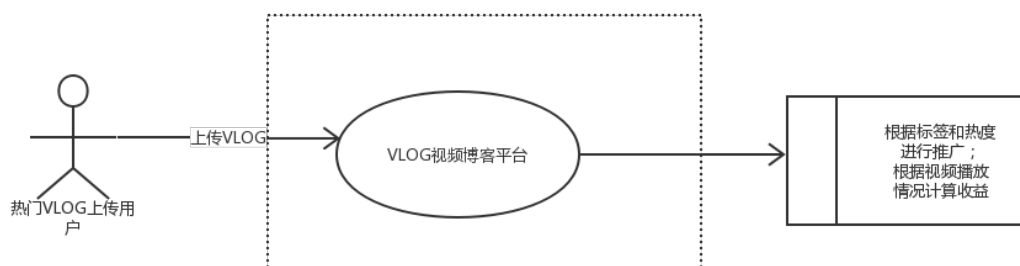 上传VLOG
热门VLOG上传用
户
VLOG视频博客平台
根据标签和热度
进行推广；
根据视频播放
情况计算收益